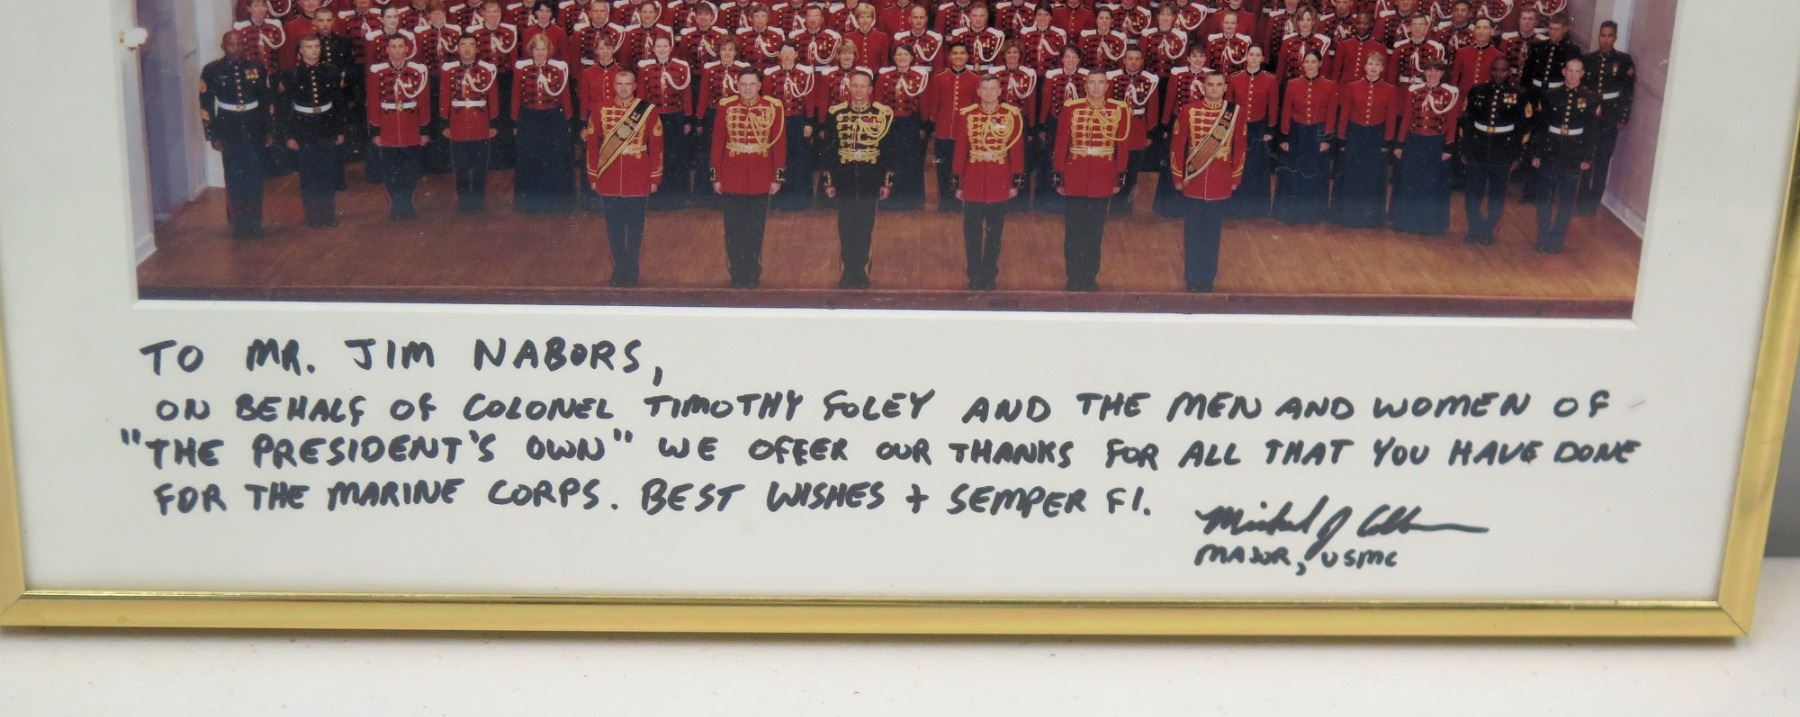 TO MR. JIM NABORS,
ON BEHALF OF COLONEL TIMOTHY FOLEY AND THE MEN AND WOMEN OF
"THE PRESIDENT'S OWN" WE OFFER OUR THANKS FOR ALL THAT YOU HAVE DONE
FOR THE MARINE CORPS. BEST WISHES + SEMPER FI.
Michael J
MAJOR, USMC